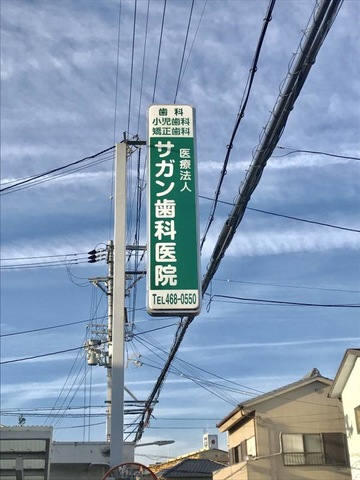 歯科
小児歯科
矯正歯科
医療法人
サガン歯科医院
TEL468-0550